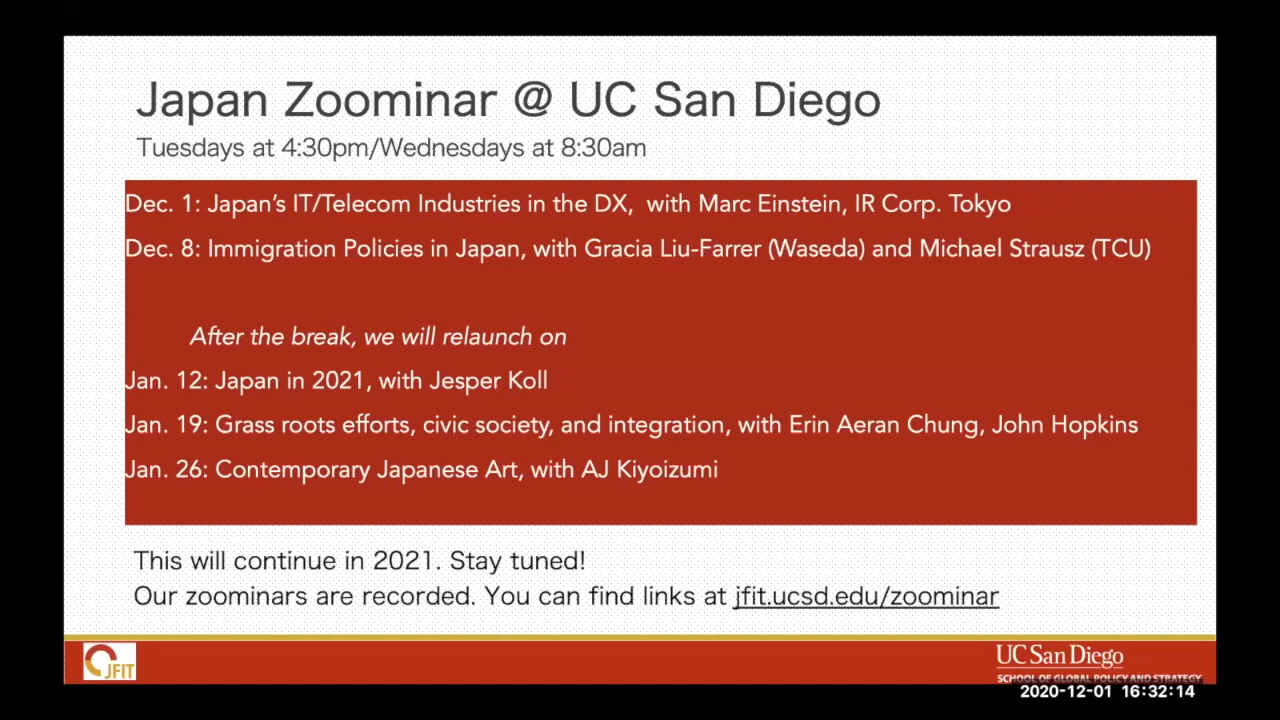 Japan Zoominar @ UC San Diego
Tuesdays at 4:30pm/Wednesdays at 8:30am
Dec. 1: Japan's IT/Telecom Industries in the DX,  with Marc Einstein, IR Corp. Tokyo
Dec. 8: Immigration Policies in Japan, with Gracia Liu-Farrer (Waseda) and Michael Strausz (TCU)
After the break, we will relaunch on
Jan. 12: Japan in 2021, with Jesper Koll
Jan. 19: Grass roots efforts, civic society, and integration, with Erin Aeran Chung, John Hopkins
Jan. 26: Contemporary Japanese Art, with AJ Kiyoizumi
This will continue in 2021. Stay tuned!
Our zoominars are recorded. You can find links at jfit.ucsd.edu/zoominar
JFIT
UC San Diego
SCHOOL OF GLOBAL POLICY AND STRATEGY
2020-12-01 16:32:14